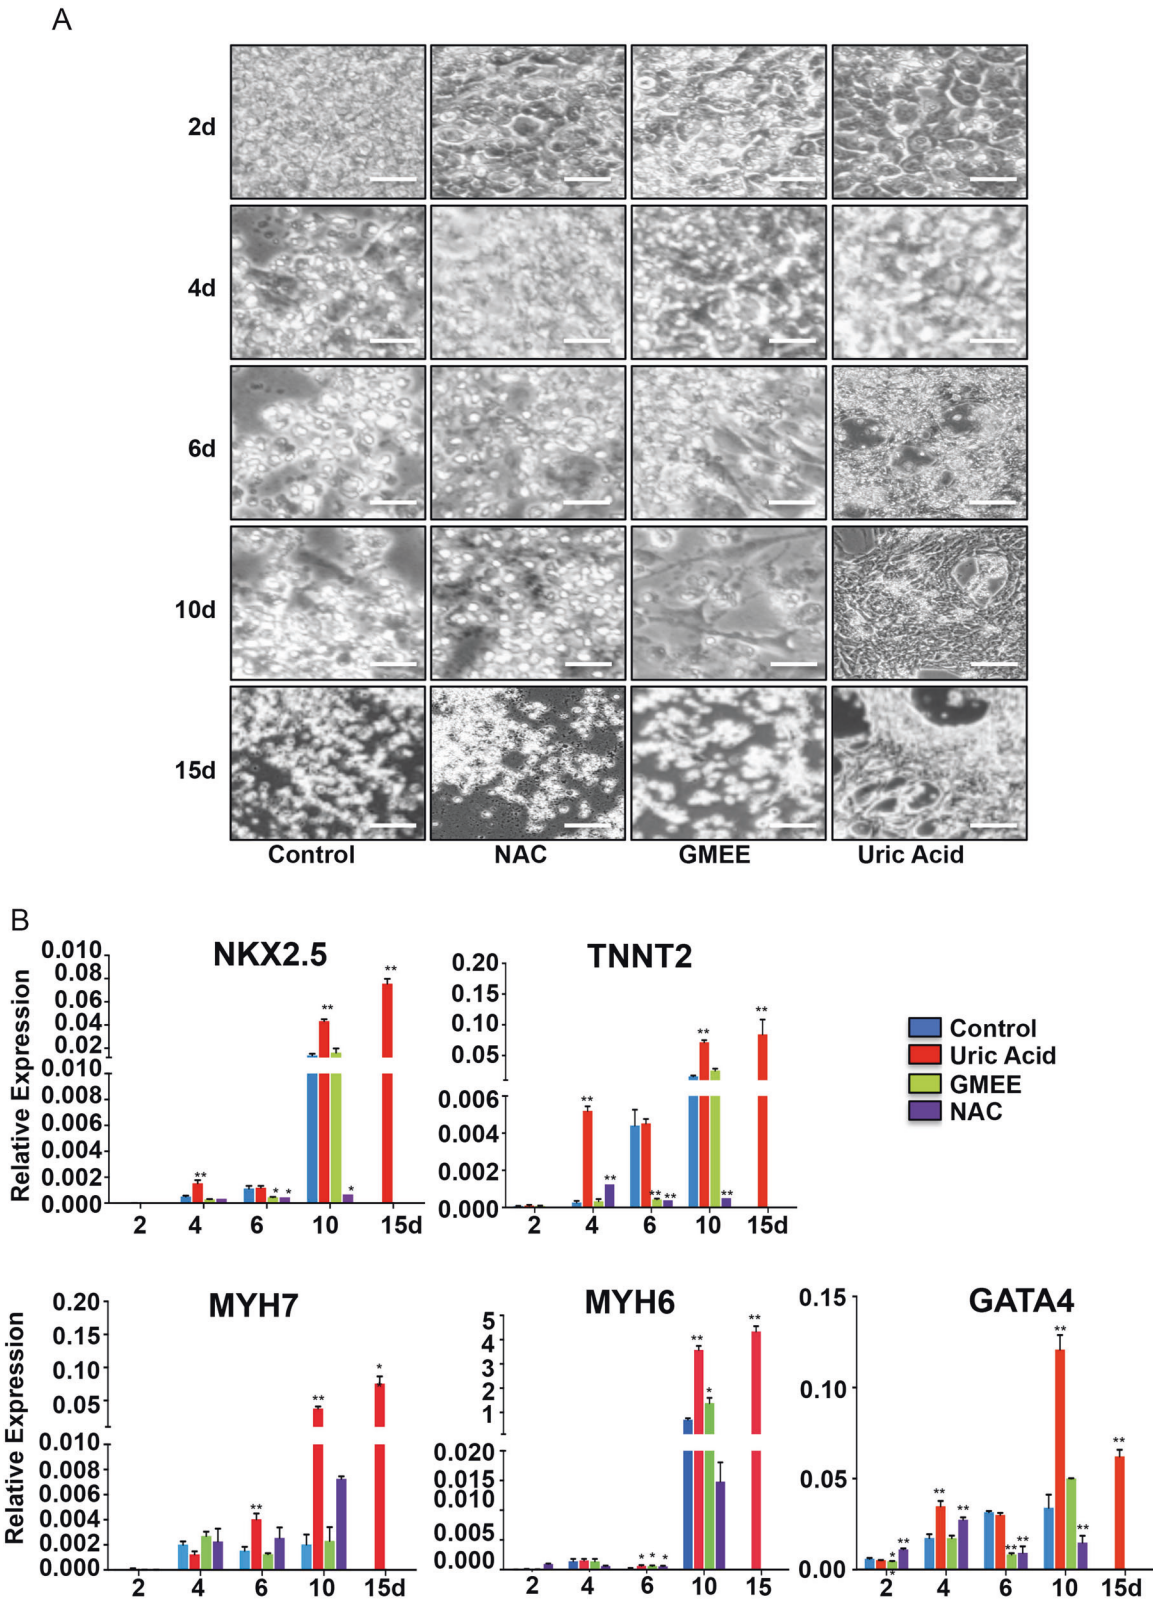 A
2d
4d
6d
10d
15d
Control NAC GMEE Uric Acid
B
NKX2.5
Relative Expression
0.010
0.08
0.06
0.04
0.02
0.010
0.008
0.006
0.004
0.002
0.000
** ** ** * * *
2 4 6 10 15d
TNNT2
0.20
0.15
0.10
0.05
0.006
0.004
0.002
0.000
** ** ** ** ** ** **
2 4 6 10 15d
Control
Uric Acid
GMEE
NAC
MYH7
Relative Expression
0.20
0.15
0.10
0.05
0.010
0.008
0.006
0.004
0.002
0.000
** ** *
2 4 6 10 15d
MYH6
5
4
3
2
1
0.020
0.015
0.010
0.005
0.000
* * * ** * **
2 4 6 10 15
GATA4
0.15
0.10
0.05
0.00
* * ** ** ** ** ** ** ** **
2 4 6 10 15d